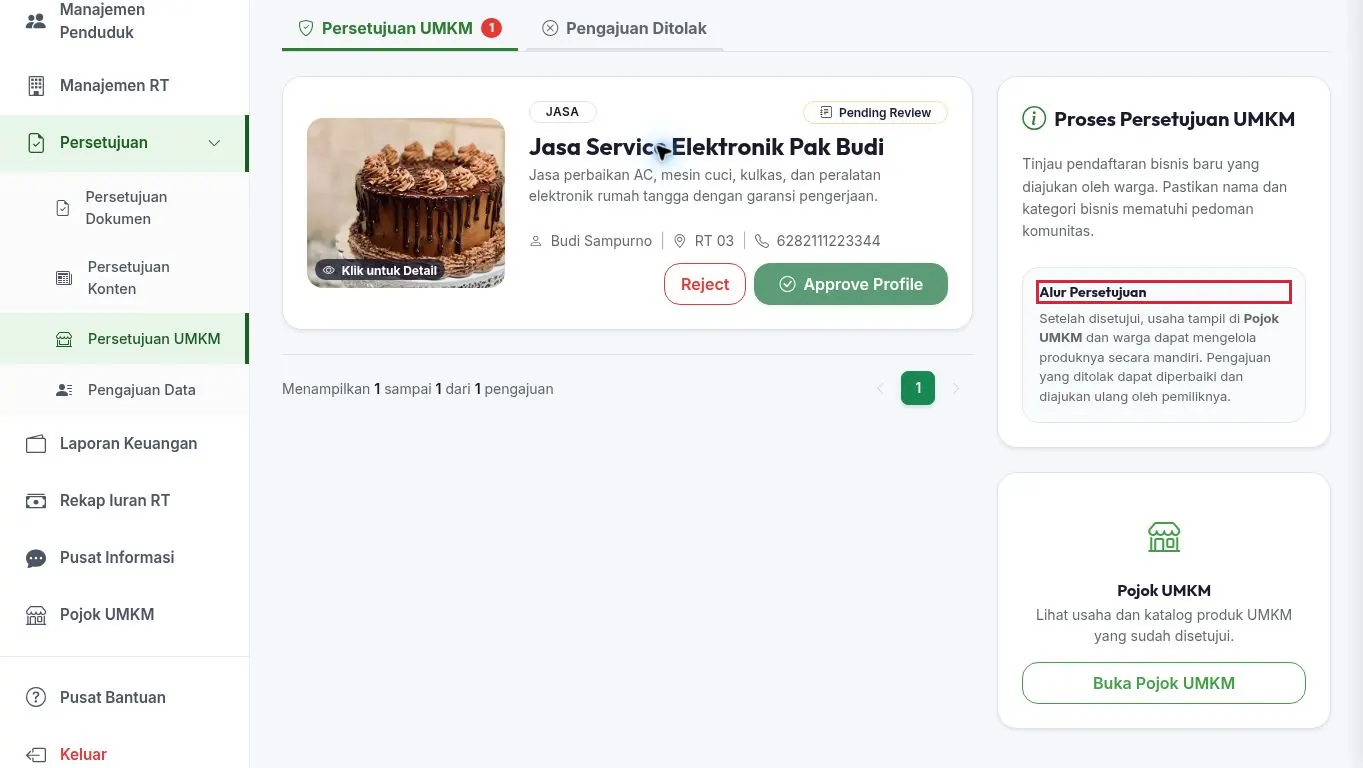 Manajemen
Penduduk
Manajemen RT
Persetujuan
Persetujuan
Dokumen
Persetujuan
Konten
Persetujuan UMKM
Pengajuan Data
Laporan Keuangan
Rekap Iuran RT
Pusat Informasi
Pojok UMKM
Pusat Bantuan
Keluar
Persetujuan UMKM 1
Pengajuan Ditolak
JASA
Pending Review
Jasa Service Elektronik Pak Budi
Jasa perbaikan AC, mesin cuci, kulkas, dan peralatan
elektronik rumah tangga dengan garansi pengerjaan.
Budi Sampurno | RT 03 | 6282111223344
Klik untuk Detail
Reject
Approve Profile
Menampilkan 1 sampai 1 dari 1 pengajuan
1
Proses Persetujuan UMKM
Tinjau pendaftaran bisnis baru yang
diajukan oleh warga. Pastikan nama dan
kategori bisnis mematuhi pedoman
komunitas.
Alur Persetujuan
Setelah disetujui, usaha tampil di Pojok
UMKM dan warga dapat mengelola
produknya secara mandiri. Pengajuan
yang ditolak dapat diperbaiki dan
diajukan ulang oleh pemiliknya.
Pojok UMKM
Lihat usaha dan katalog produk UMKM
yang sudah disetujui.
Buka Pojok UMKM